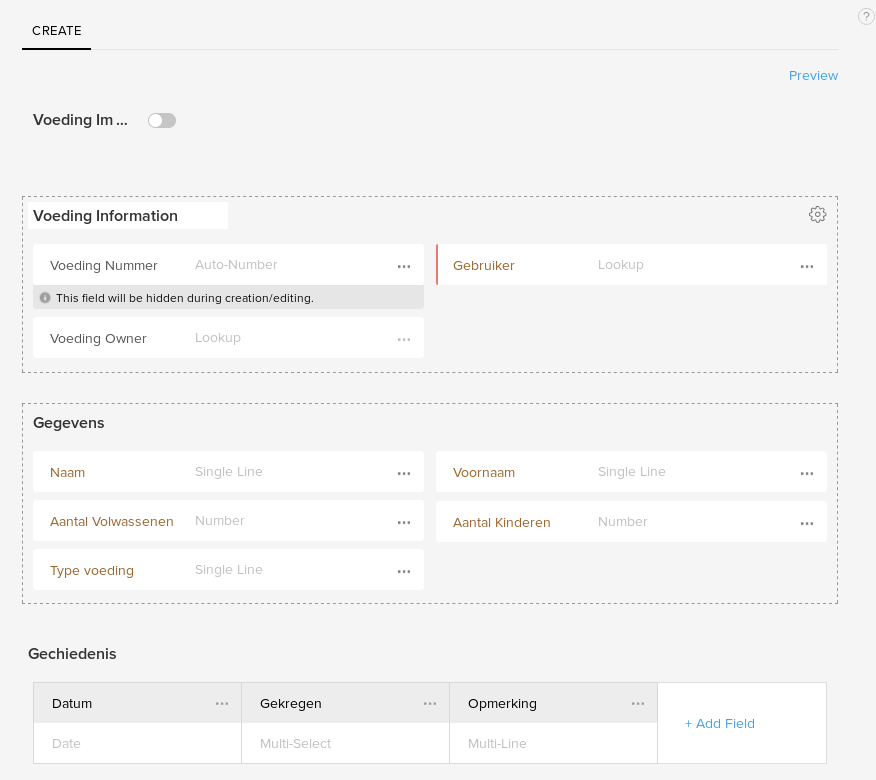 ?
CREATE
Preview
Voeding Im ...
Voeding Information
Voeding Nummer Auto-Number ...
Gebruiker Lookup ...
This field will be hidden during creation/editing.
Voeding Owner Lookup ...
Gegevens
Naam Single Line ...
Voornaam Single Line ...
Aantal Volwassenen Number ...
Aantal Kinderen Number ...
Type voeding Single Line ...
Gechiedenis
Datum ... Gekregen ... Opmerking ...
+ Add Field
Date Multi-Select Multi-Line